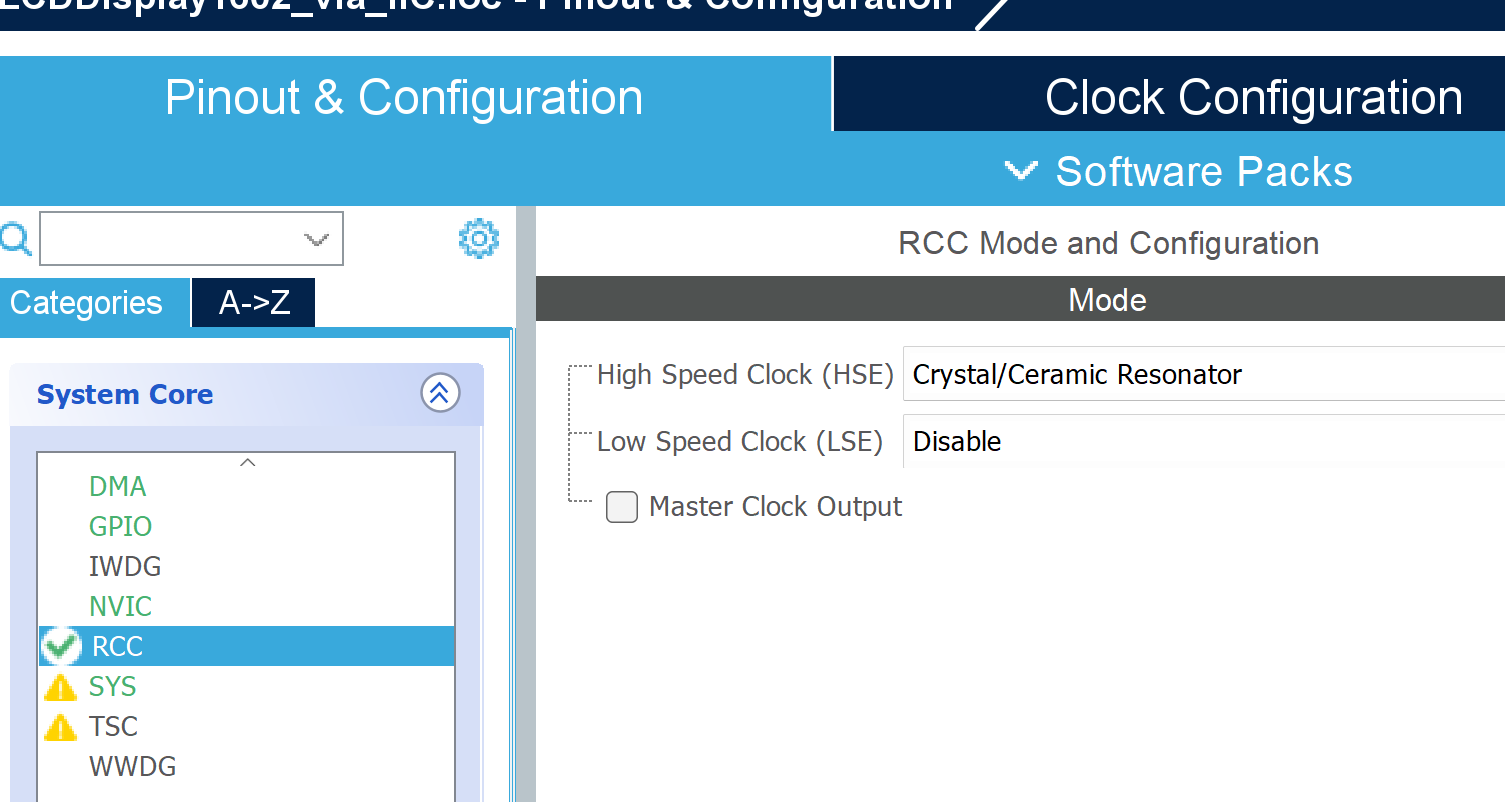 LCDDisplay1602_via_IIC.ioc - Pinout & Configuration
Pinout & Configuration
Clock Configuration
Software Packs
RCC Mode and Configuration
Categories
A->Z
Mode
High Speed Clock (HSE)
Crystal/Ceramic Resonator
System Core
Low Speed Clock (LSE)
Disable
Master Clock Output
DMA
GPIO
IWDG
NVIC
RCC
SYS
TSC
WWDG